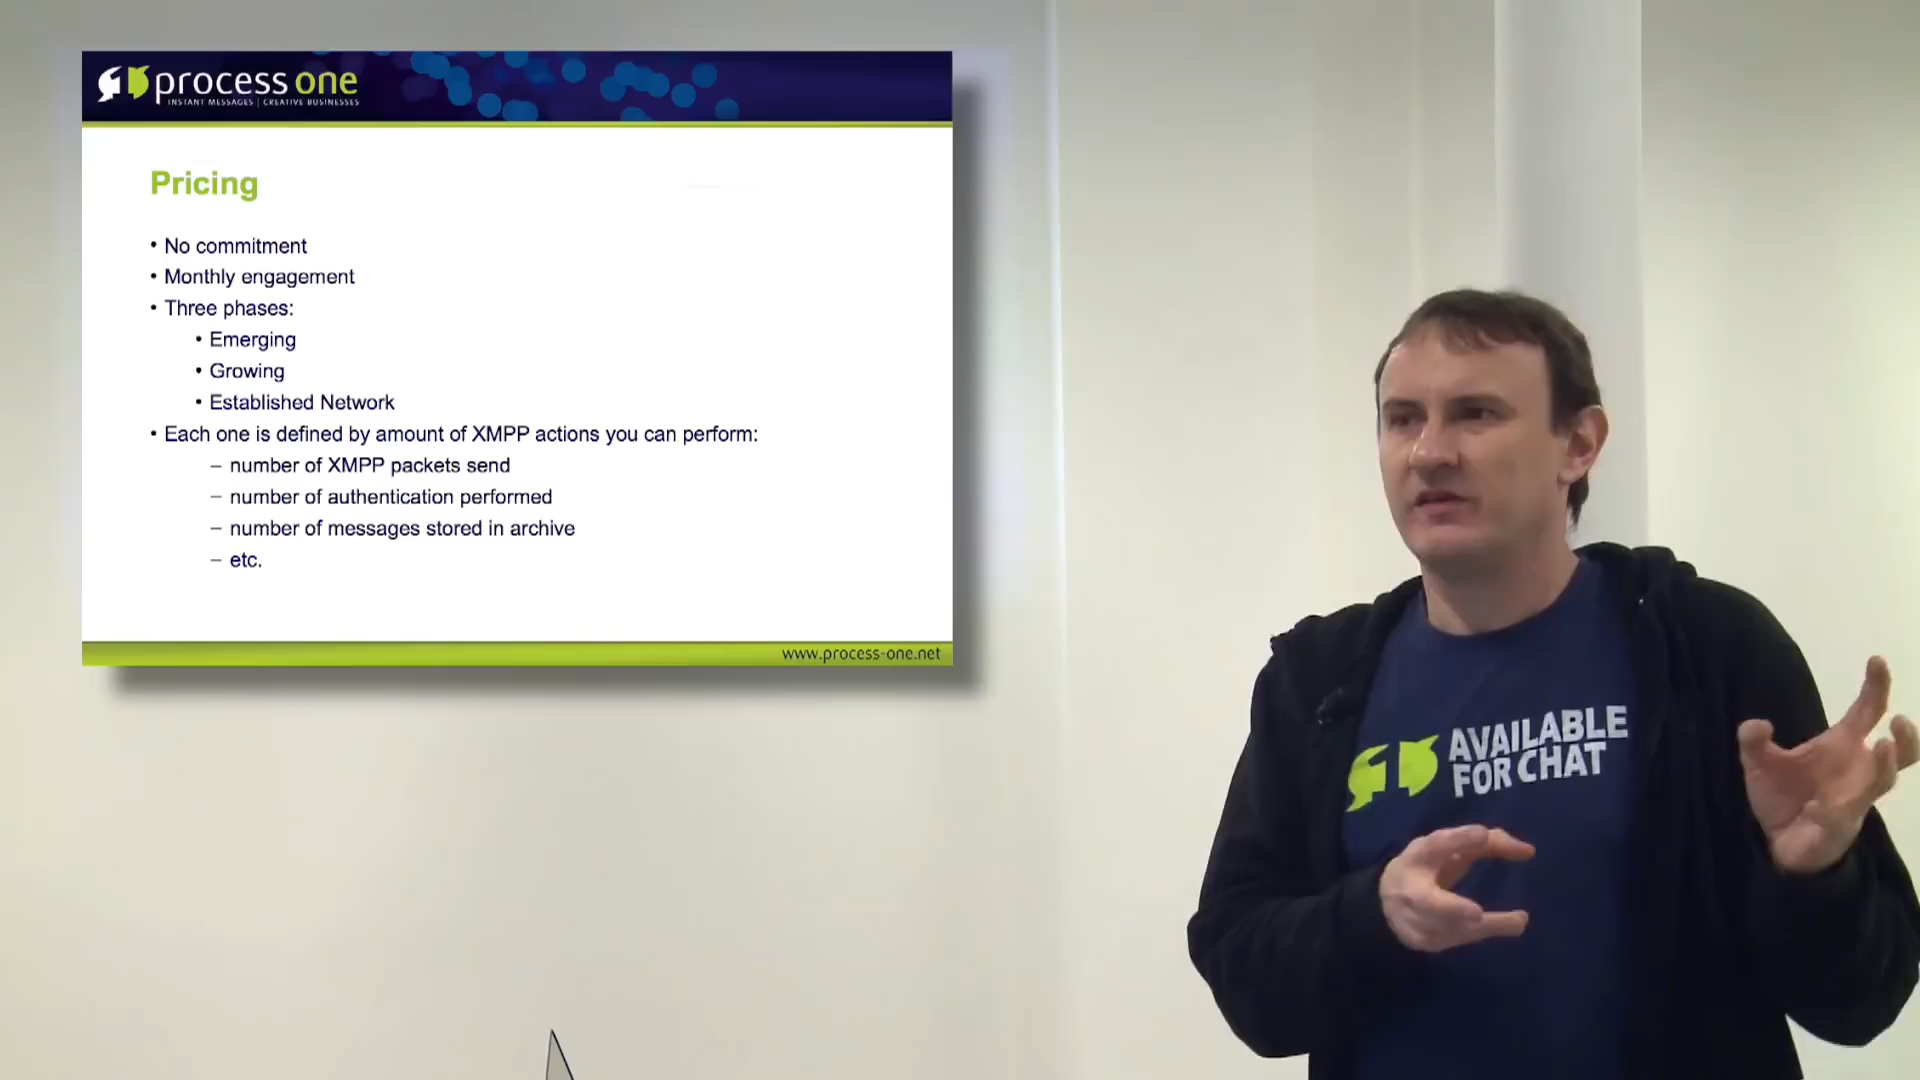 process one
INSTANT MESSAGES | CREATIVE BUSINESSES
Pricing
• No commitment
• Monthly engagement
• Three phases:
• Emerging
• Growing
• Established Network
• Each one is defined by amount of XMPP actions you can perform:
– number of XMPP packets send
– number of authentication performed
– number of messages stored in archive
– etc.
www.process-one.net
AVAILABLE
FOR CHAT